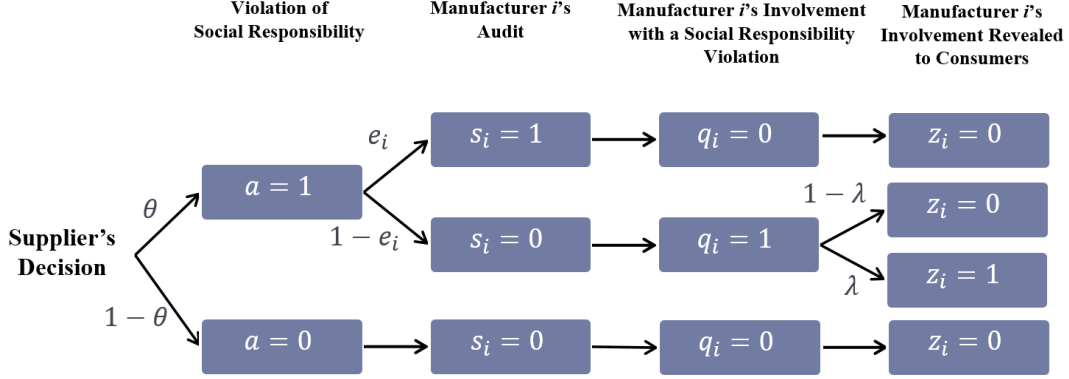 Violation of
Social Responsibility
Manufacturer i's
Audit
Manufacturer i's Involvement
with a Social Responsibility
Violation
Manufacturer i's
Involvement Revealed
to Consumers
Supplier's
Decision
θ
1 − θ
a = 1
a = 0
e_i
1 − e_i
s_i = 1
s_i = 0
s_i = 0
q_i = 0
q_i = 1
q_i = 0
1 − λ
λ
z_i = 0
z_i = 0
z_i = 1
z_i = 0